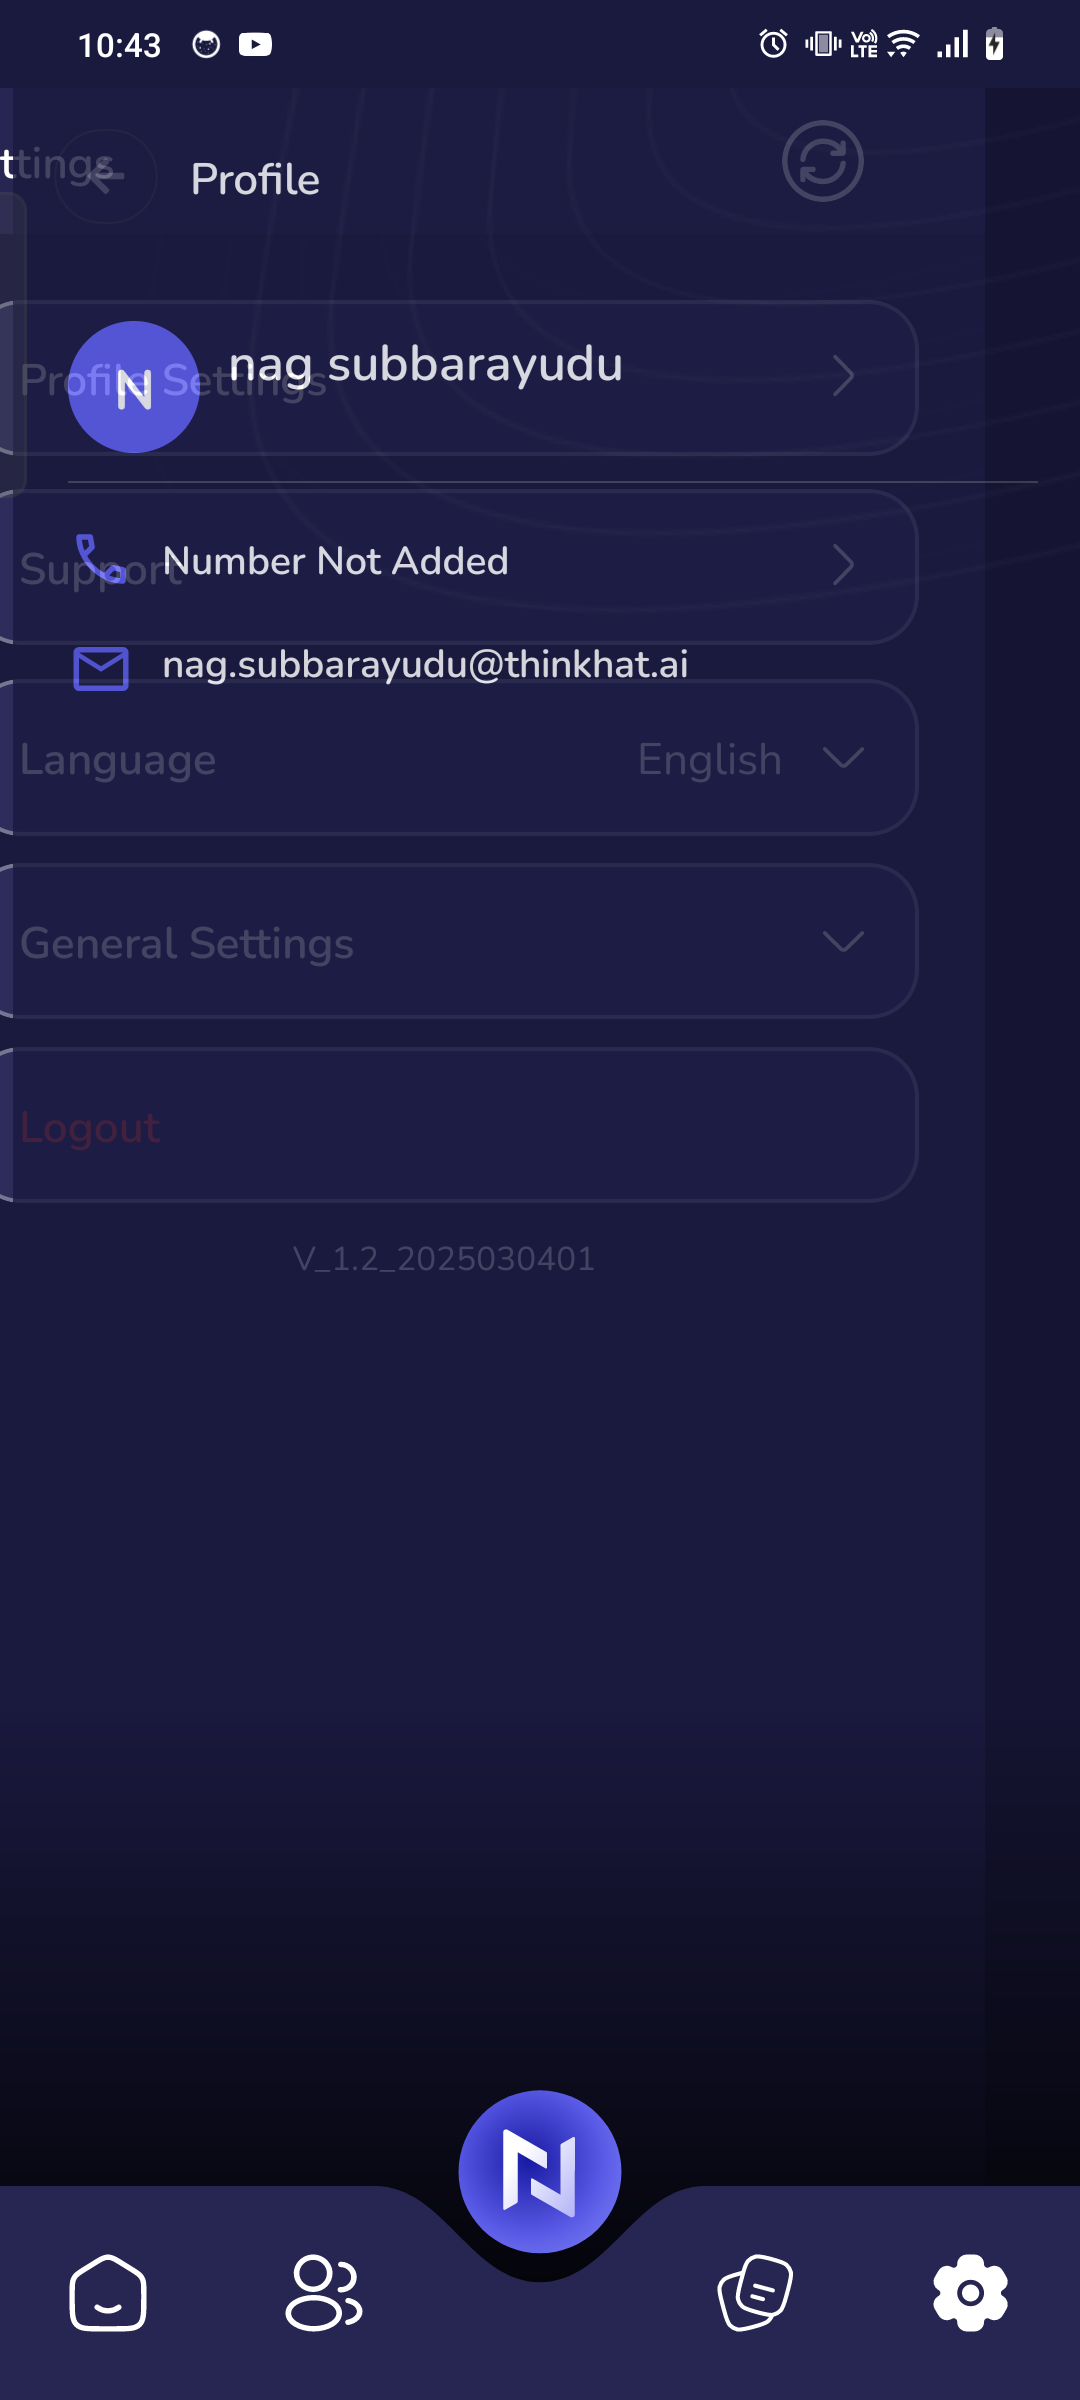 10:43
VoLTE
ttings
Profile
N
nag subbarayudu
Profile Settings
Number Not Added
Support
nag.subbarayudu@thinkhat.ai
Language English
General Settings
Logout
V_1.2_2025030401